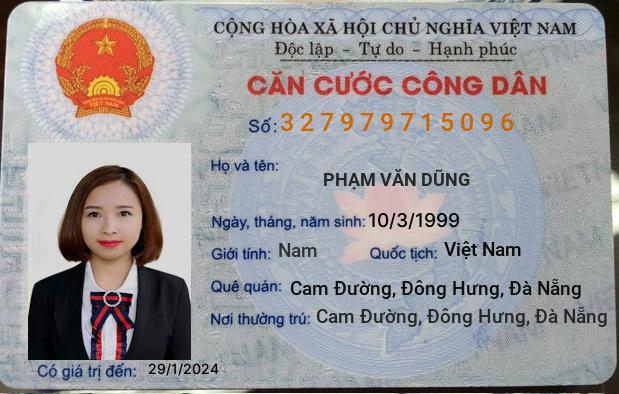 CỘNG HÒA XÃ HỘI CHỦ NGHĨA VIỆT NAM
Độc lập - Tự do - Hạnh phúc
CĂN CƯỚC CÔNG DÂN
Số: 327979715096
Họ và tên:
PHẠM VĂN DŨNG
Ngày, tháng, năm sinh: 10/3/1999
Giới tính: Nam Quốc tịch: Việt Nam
Quê quán: Cam Đường, Đông Hưng, Đà Nẵng
Nơi thường trú: Cam Đường, Đông Hưng, Đà Nẵng
Có giá trị đến: 29/1/2024
VIỆT NAM